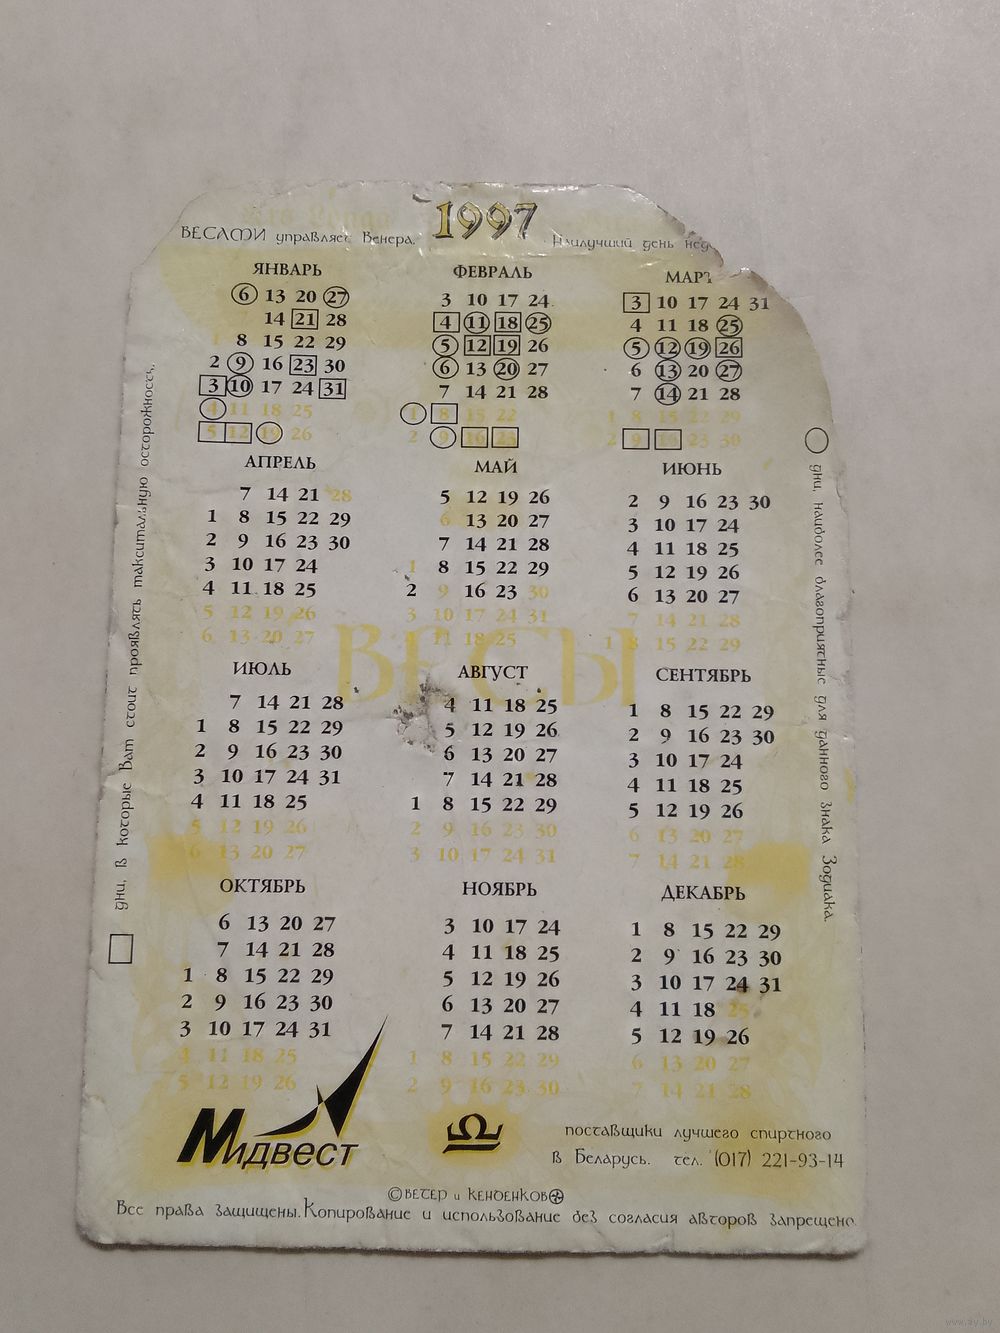 1997
ВЕСАМИ управляет Венера. Наилучший день
ЯНВАРЬ
6 13 20 27
14 21 28
1 8 15 22 29
2 9 16 23 30
3 10 17 24 31
4 11 18 25
5 12 19 26
ФЕВРАЛЬ
3 10 17 24
4 11 18 25
5 12 19 26
6 13 20 27
7 14 21 28
1 8 15 22
2 9 16 23
МАРТ
3 10 17 24 31
4 11 18 25
5 12 19 26
6 13 20 27
7 14 21 28
1 8 15 22 29
2 9 16 23 30
АПРЕЛЬ
7 14 21 28
1 8 15 22 29
2 9 16 23 30
3 10 17 24
4 11 18 25
5 12 19 26
6 13 20 27
МАЙ
5 12 19 26
6 13 20 27
7 14 21 28
1 8 15 22 29
2 9 16 23 30
3 10 17 24 31
4 11 18 25
ИЮНЬ
2 9 16 23 30
3 10 17 24
4 11 18 25
5 12 19 26
6 13 20 27
7 14 21 28
1 8 15 22 29
ВЕСЫ
ИЮЛЬ
7 14 21 28
1 8 15 22 29
2 9 16 23 30
3 10 17 24 31
4 11 18 25
5 12 19 26
6 13 20 27
АВГУСТ
4 11 18 25
5 12 19 26
6 13 20 27
7 14 21 28
1 8 15 22 29
2 9 16 23 30
3 10 17 24 31
СЕНТЯБРЬ
1 8 15 22 29
2 9 16 23 30
3 10 17 24
4 11 18 25
5 12 19 26
6 13 20 27
7 14 21 28
ОКТЯБРЬ
6 13 20 27
7 14 21 28
1 8 15 22 29
2 9 16 23 30
3 10 17 24 31
4 11 18 25
5 12 19 26
НОЯБРЬ
3 10 17 24
4 11 18 25
5 12 19 26
6 13 20 27
7 14 21 28
1 8 15 22 29
2 9 16 23 30
ДЕКАБРЬ
1 8 15 22 29
2 9 16 23 30
3 10 17 24 31
4 11 18 25
5 12 19 26
6 13 20 27
7 14 21 28
дни, в которые Вам стоит проявлять максимальную осторожность.
дни, наиболее благоприятные для данного знака Зодиака.
Мидвест
поставщики лучшего спиртного
в Беларусь. тел. (017) 221-93-14
©ВЕТЕР и КЕНДЕНКОВ
Все права защищены. Копирование и использование без согласия авторов запрещено.
www.ay.by